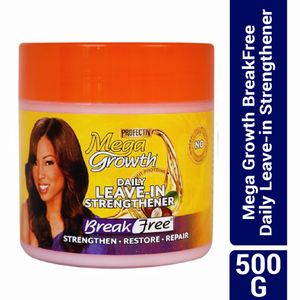 PROFECTIV
Mega
Growth
NO
DAILY
LEAVE-IN
STRENGTHENER
Break Free
STRENGTHEN • RESTORE • REPAIR
Mega Growth BreakFree
Daily Leave-in Strengthener
500
G